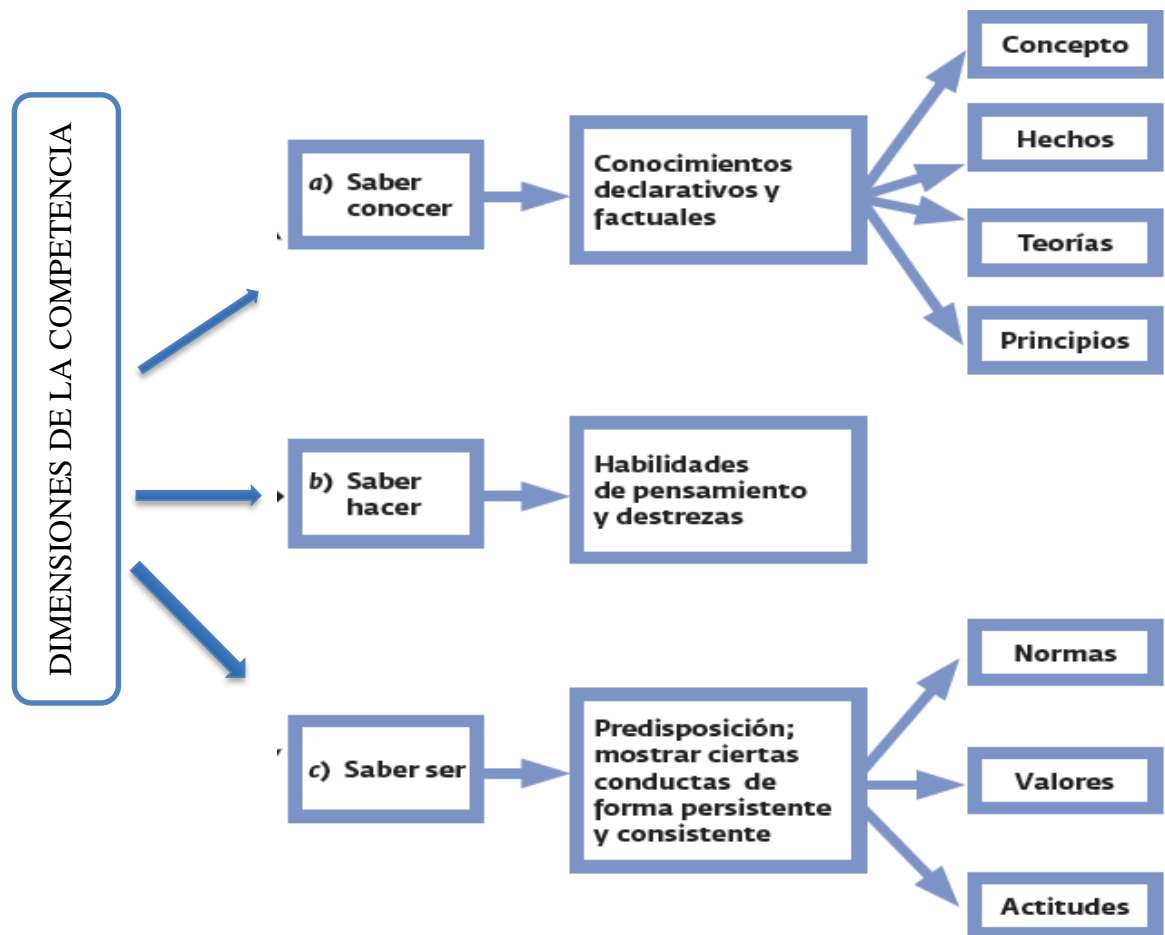 DIMENSIONES DE LA COMPETENCIA
a) Saber
conocer
Conocimientos
declarativos y
factuales
Concepto
Hechos
Teorías
Principios
b) Saber
hacer
Habilidades
de pensamiento
y destrezas
c) Saber ser
Predisposición;
mostrar ciertas
conductas de
forma persistente
y consistente
Normas
Valores
Actitudes